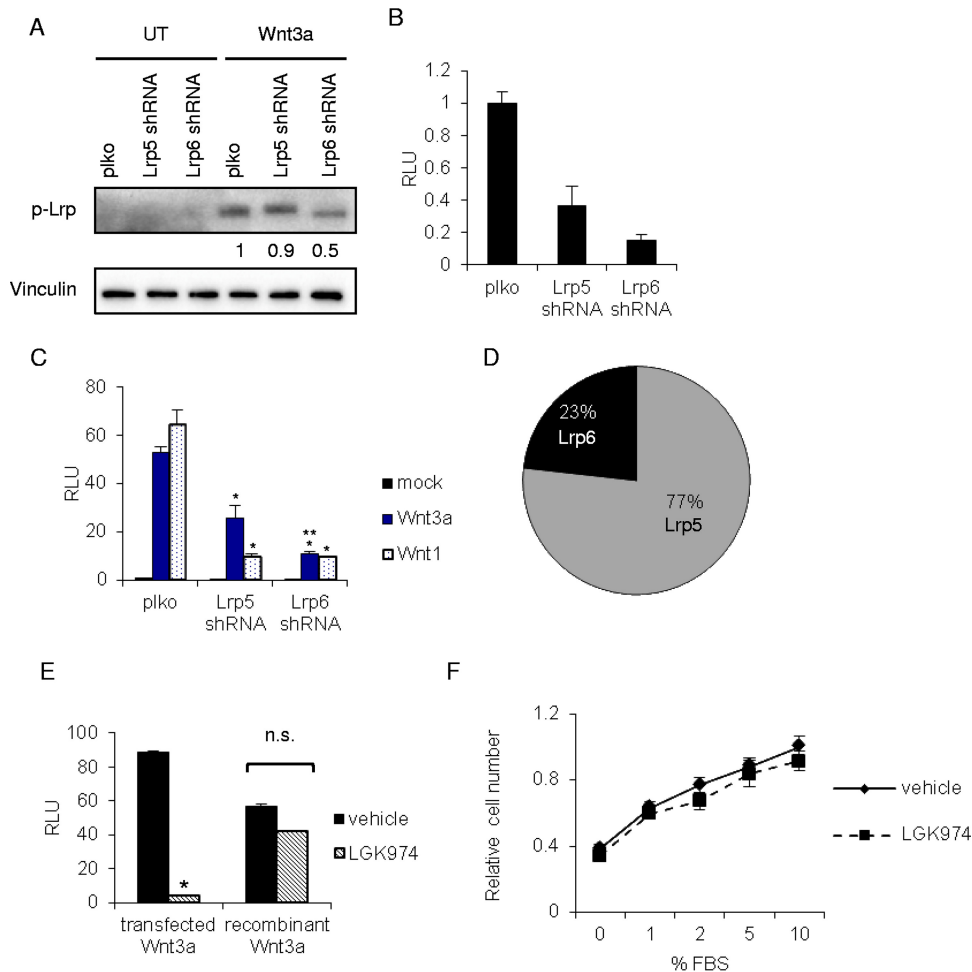 A
UT
Wnt3a
plko
Lrp5 shRNA
Lrp6 shRNA
plko
Lrp5 shRNA
Lrp6 shRNA
p-Lrp
1 0.9 0.5
Vinculin
B
RLU
1.2
1
0.8
0.6
0.4
0.2
0
plko
Lrp5 shRNA
Lrp6 shRNA
C
RLU
80
60
40
20
0
*
*
**
*
*
plko
Lrp5 shRNA
Lrp6 shRNA
mock
Wnt3a
Wnt1
D
23%
Lrp6
77%
Lrp5
E
RLU
100
80
60
40
20
0
*
n.s.
transfected Wnt3a
recombinant Wnt3a
vehicle
LGK974
F
Relative cell number
1.2
0.8
0.4
0
0 1 2 5 10
% FBS
vehicle
LGK974